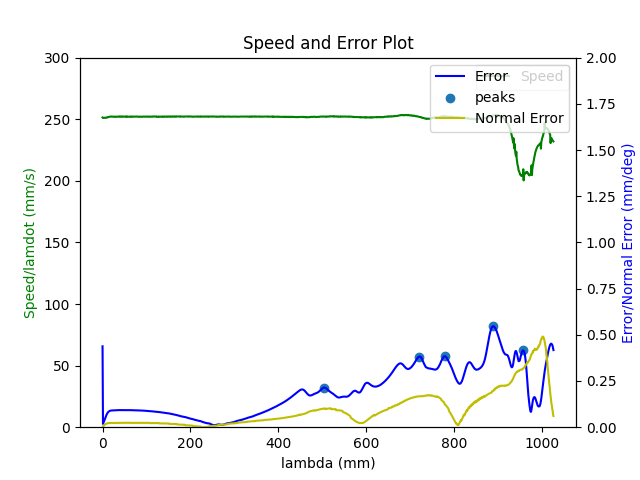 Speed and Error Plot
300
250
200
150
100
50
0
Speed/lamdot (mm/s)
0
200
400
600
800
1000
lambda (mm)
2.00
1.75
1.50
1.25
1.00
0.75
0.50
0.25
0.00
Error/Normal Error (mm/deg)
Error
Speed
peaks
Normal Error